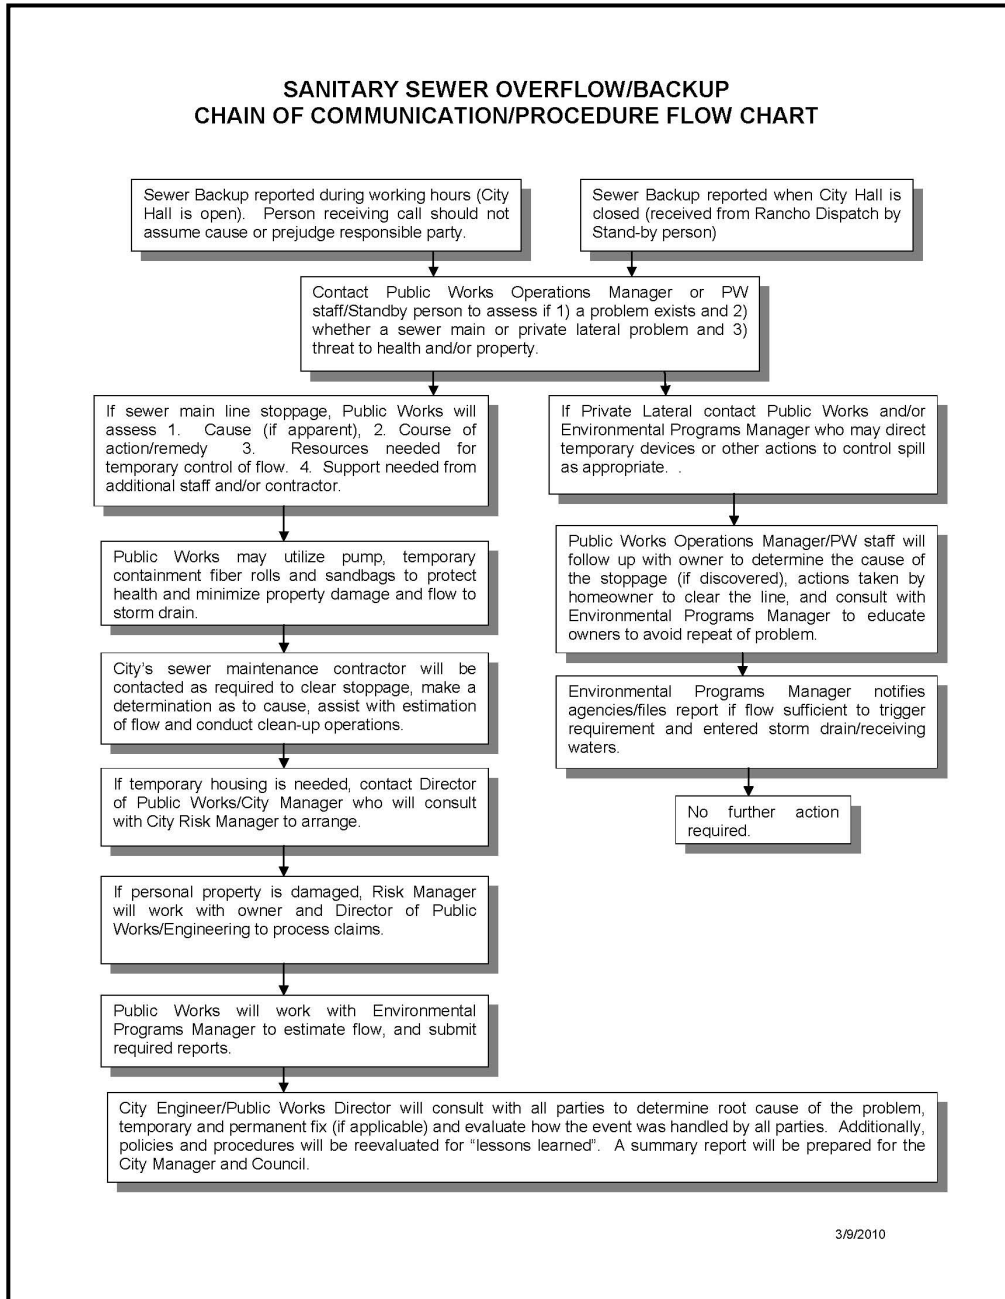 SANITARY SEWER OVERFLOW/BACKUP
CHAIN OF COMMUNICATION/PROCEDURE FLOW CHART
Sewer Backup reported during working hours (City
Hall is open). Person receiving call should not
assume cause or prejudge responsible party.
Sewer Backup reported when City Hall is
closed (received from Rancho Dispatch by
Stand-by person)
Contact Public Works Operations Manager or PW
staff/Standby person to assess if 1) a problem exists and 2)
whether a sewer main or private lateral problem and 3)
threat to health and/or property.
If sewer main line stoppage, Public Works will
assess 1. Cause (if apparent), 2. Course of
action/remedy 3. Resources needed for
temporary control of flow. 4. Support needed from
additional staff and/or contractor.
If Private Lateral contact Public Works and/or
Environmental Programs Manager who may direct
temporary devices or other actions to control spill
as appropriate. .
Public Works may utilize pump, temporary
containment fiber rolls and sandbags to protect
health and minimize property damage and flow to
storm drain.
Public Works Operations Manager/PW staff will
follow up with owner to determine the cause of
the stoppage (if discovered), actions taken by
homeowner to clear the line, and consult with
Environmental Programs Manager to educate
owners to avoid repeat of problem.
City's sewer maintenance contractor will be
contacted as required to clear stoppage, make a
determination as to cause, assist with estimation
of flow and conduct clean-up operations.
Environmental Programs Manager notifies
agencies/files report if flow sufficient to trigger
requirement and entered storm drain/receiving
waters.
If temporary housing is needed, contact Director
of Public Works/City Manager who will consult
with City Risk Manager to arrange.
No further action
required.
If personal property is damaged, Risk Manager
will work with owner and Director of Public
Works/Engineering to process claims.
Public Works will work with Environmental
Programs Manager to estimate flow, and submit
required reports.
City Engineer/Public Works Director will consult with all parties to determine root cause of the problem,
temporary and permanent fix (if applicable) and evaluate how the event was handled by all parties. Additionally,
policies and procedures will be reevaluated for “lessons learned”. A summary report will be prepared for the
City Manager and Council.
3/9/2010